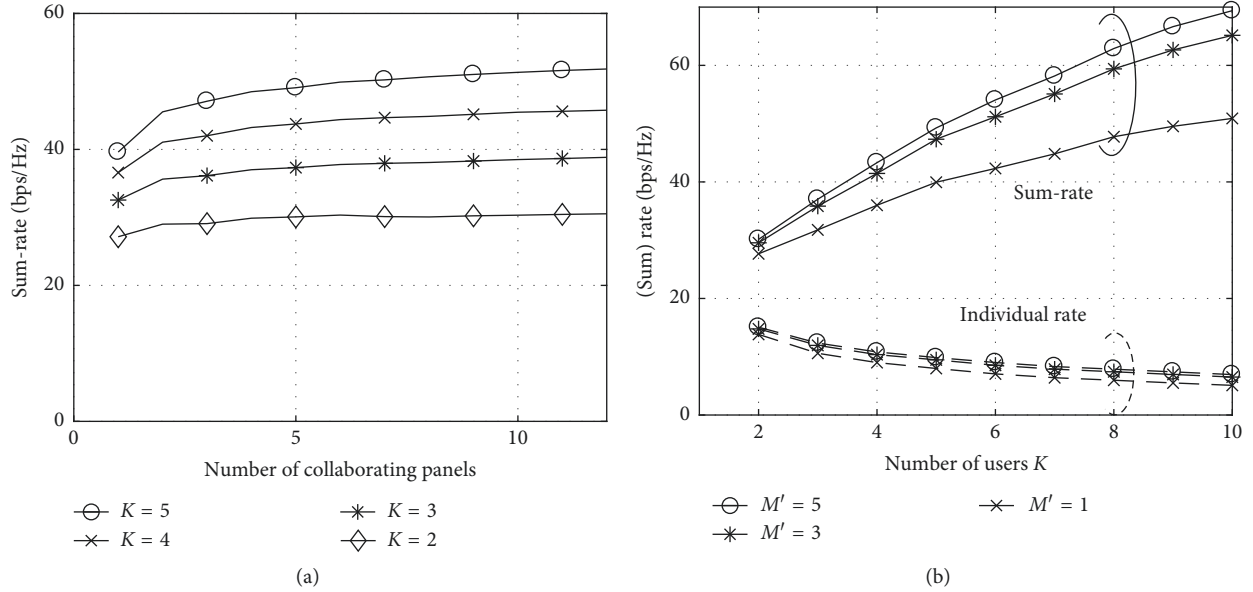 60
40
20
0
Sum-rate (bps/Hz)
0
5
10
Number of collaborating panels
K = 5
K = 3
K = 4
K = 2
(a)
60
40
20
0
(Sum) rate (bps/Hz)
Sum-rate
Individual rate
2
4
6
8
10
Number of users K
M′ = 5
M′ = 1
M′ = 3
(b)